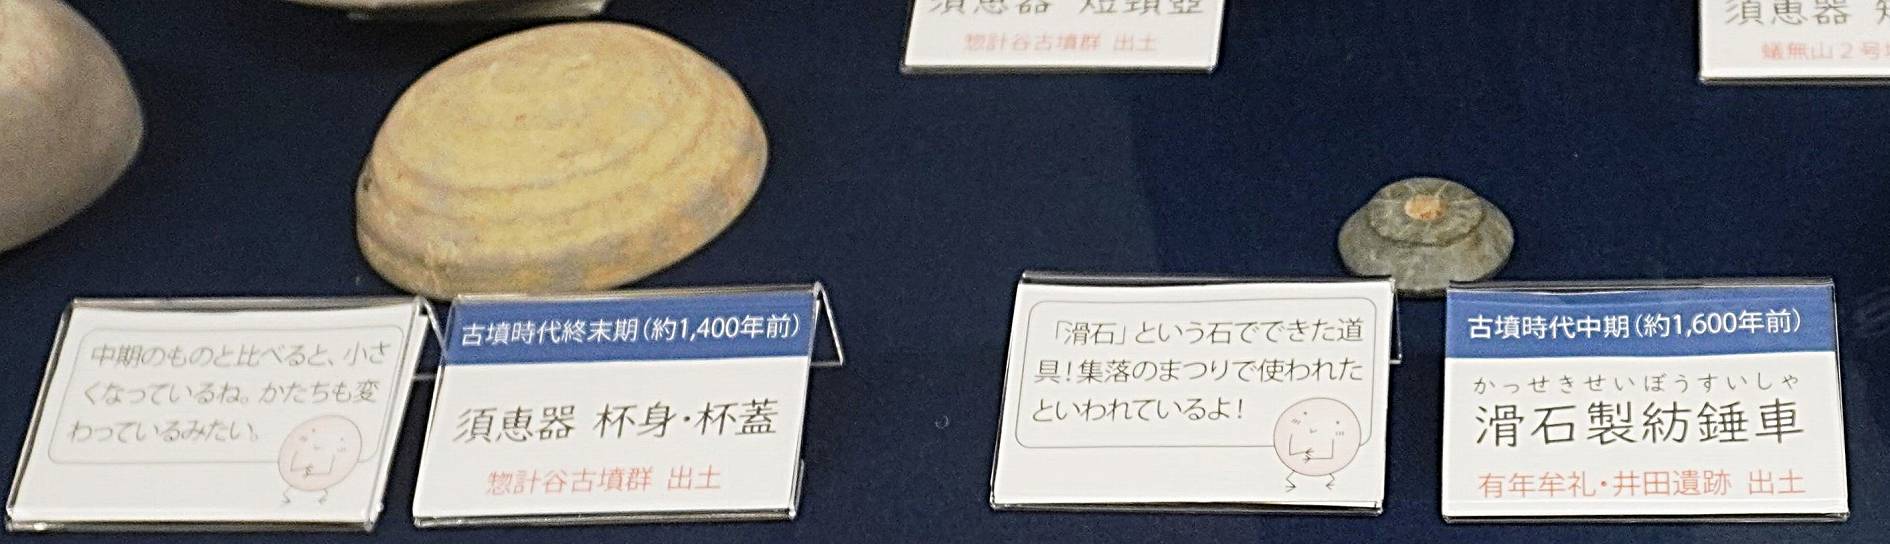 須恵器 短頚壺
惣計谷古墳群 出土
須恵器
蟻無山2号
中期のものと比べると、小さ
くなっているね。かたちも変
わっているみたい。
古墳時代終末期(約1,400年前)
須恵器 杯身・杯蓋
惣計谷古墳群 出土
「滑石」という石でできた道
具!集落のまつりで使われた
といわれているよ!
古墳時代中期(約1,600年前)
かっせきせいぼうすいしゃ
滑石製紡錘車
有年牟礼・井田遺跡 出土